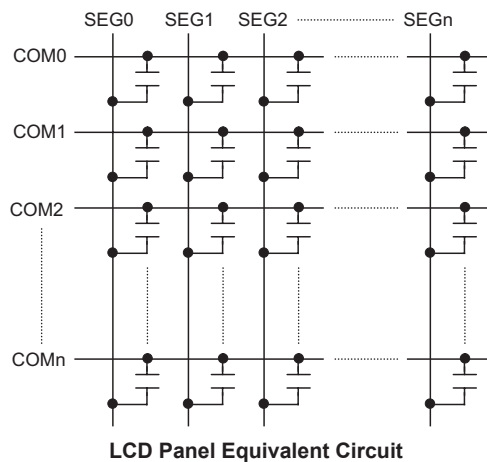 SEG0 SEG1 SEG2 SEGn
COM0
COM1
COM2
COMn
LCD Panel Equivalent Circuit